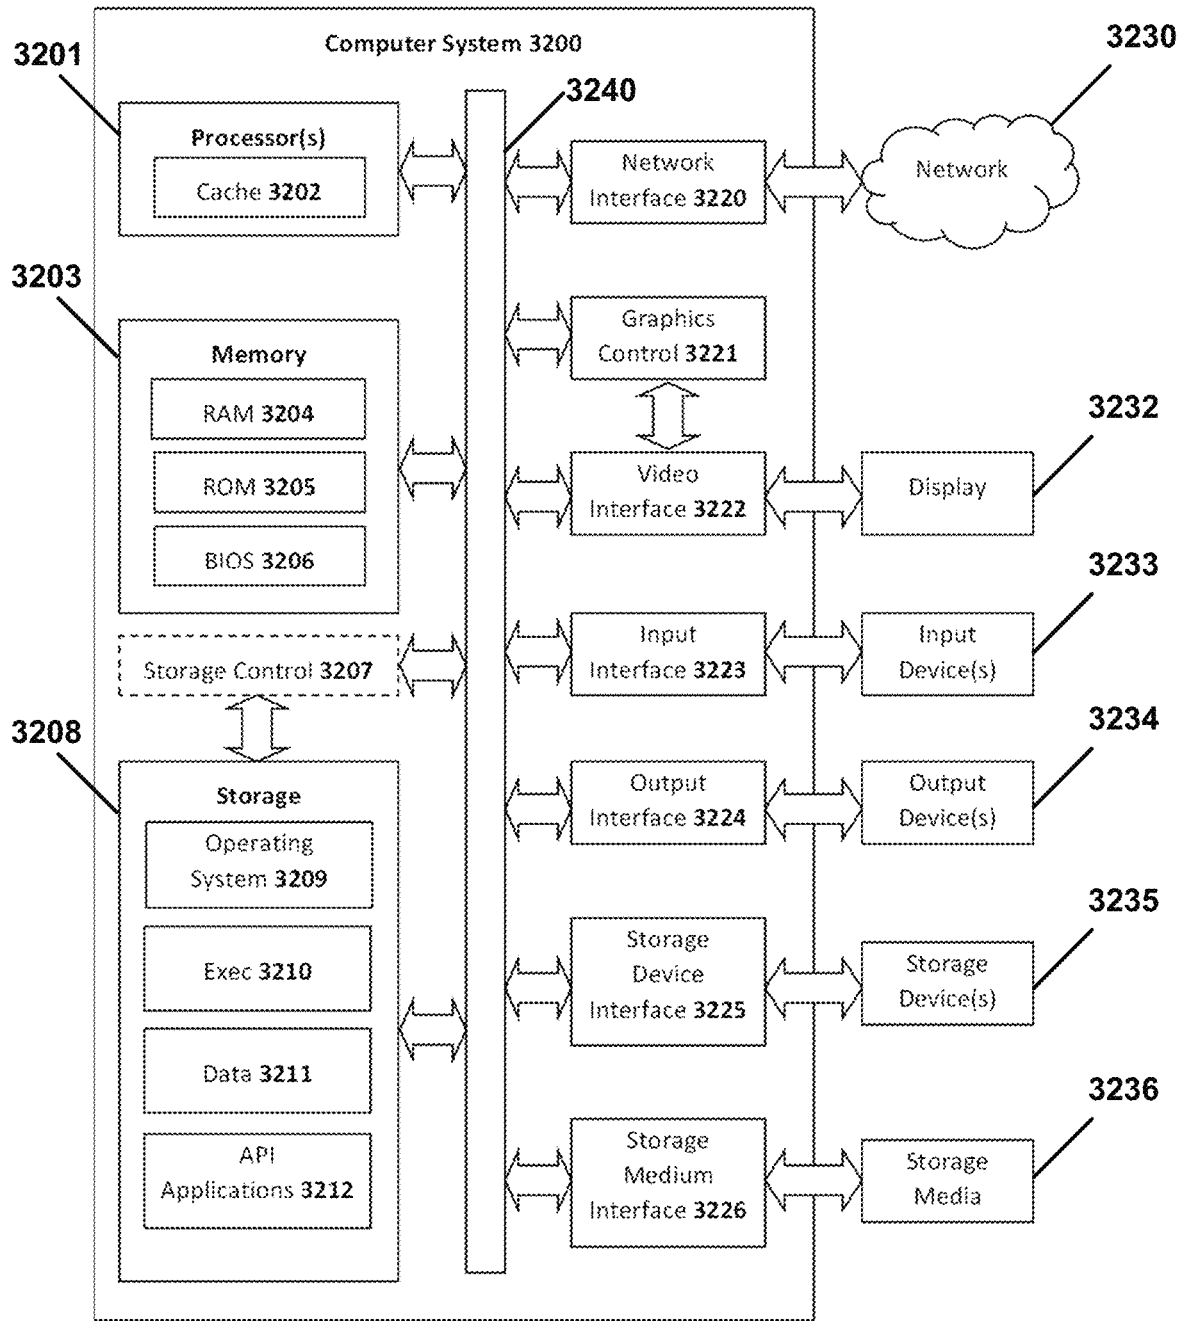 Computer System 3200
3201
3230
3240
Processor(s)
Cache 3202
Network
Interface 3220
Network
3203
Memory
RAM 3204
ROM 3205
BIOS 3206
Graphics
Control 3221
Video
Interface 3222
3232
Display
3233
Storage Control 3207
Input
Interface 3223
Input
Device(s)
3208
Storage
Operating
System 3209
Exec 3210
Data 3211
API
Applications 3212
3234
Output
Interface 3224
Output
Device(s)
3235
Storage
Device
Interface 3225
Storage
Device(s)
3236
Storage
Medium
Interface 3226
Storage
Media